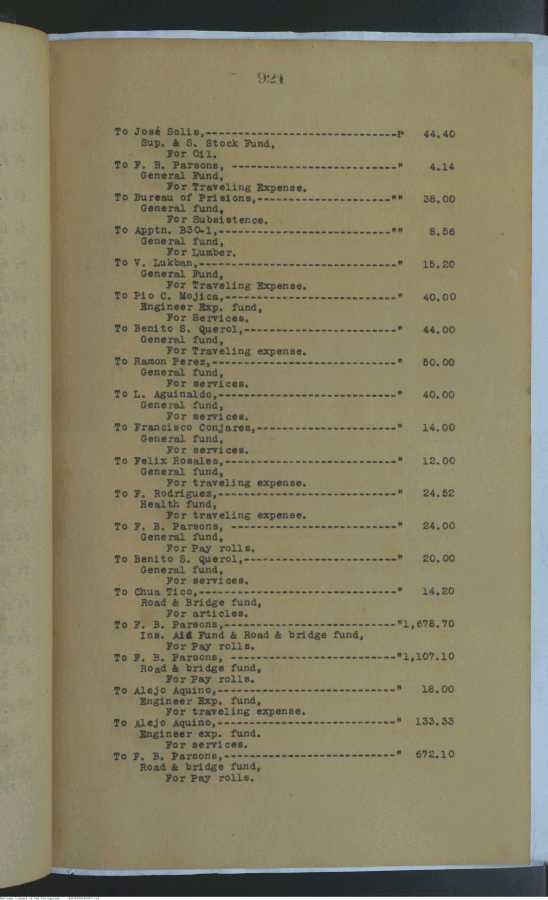 921
To José Solis,------------------------------₱ 44.40
Sup. & S. Stock Fund,
For Oil.
To F. B. Parsons, --------------------------" 4.14
General Fund,
For Traveling Expense.
To Bureau of Prisions,---------------------"" 38.00
General fund,
For Subsistence.
To Apptn. B30-1,---------------------------"" 8.56
General fund,
For Lumber.
To V. Lukban,-------------------------------" 15.20
General Fund,
For Traveling Expense.
To Pio C. Mojica,---------------------------" 40.00
Engineer Exp. fund,
For Services.
To Benito S. Querol,------------------------" 44.00
General fund,
For Traveling expense.
To Ramon Perez,-----------------------------" 50.00
General fund,
For services.
To L. Aguinaldo,----------------------------" 40.00
General fund,
For services.
To Francisco Conjares,----------------------" 14.00
General fund,
For services.
To Felix Rosales,---------------------------" 12.00
General fund,
For traveling expense.
To F. Rodriguez,----------------------------" 24.52
Health fund,
For traveling expense.
To F. B. Parsons, --------------------------" 24.00
General fund,
For Pay rolls.
To Benito S. Querol,------------------------" 20.00
General fund,
For services.
To Chua Tico,-------------------------------" 14.20
Road & Bridge fund,
For articles.
To F. B. Parsons,---------------------------"1,678.70
Ins. Aid Fund & Road & bridge fund,
For Pay rolls.
To F. B. Parsons, --------------------------"1,107.10
Road & bridge fund,
For Pay rolls.
To Alejo Aquino,----------------------------" 18.00
Engineer Exp. fund,
For traveling expense.
To Alejo Aquino,----------------------------" 133.33
Engineer exp. fund.
For services.
To F. B. Parsons,---------------------------" 672.10
Road & bridge fund,
For Pay rolls.
National Library of the Philippines